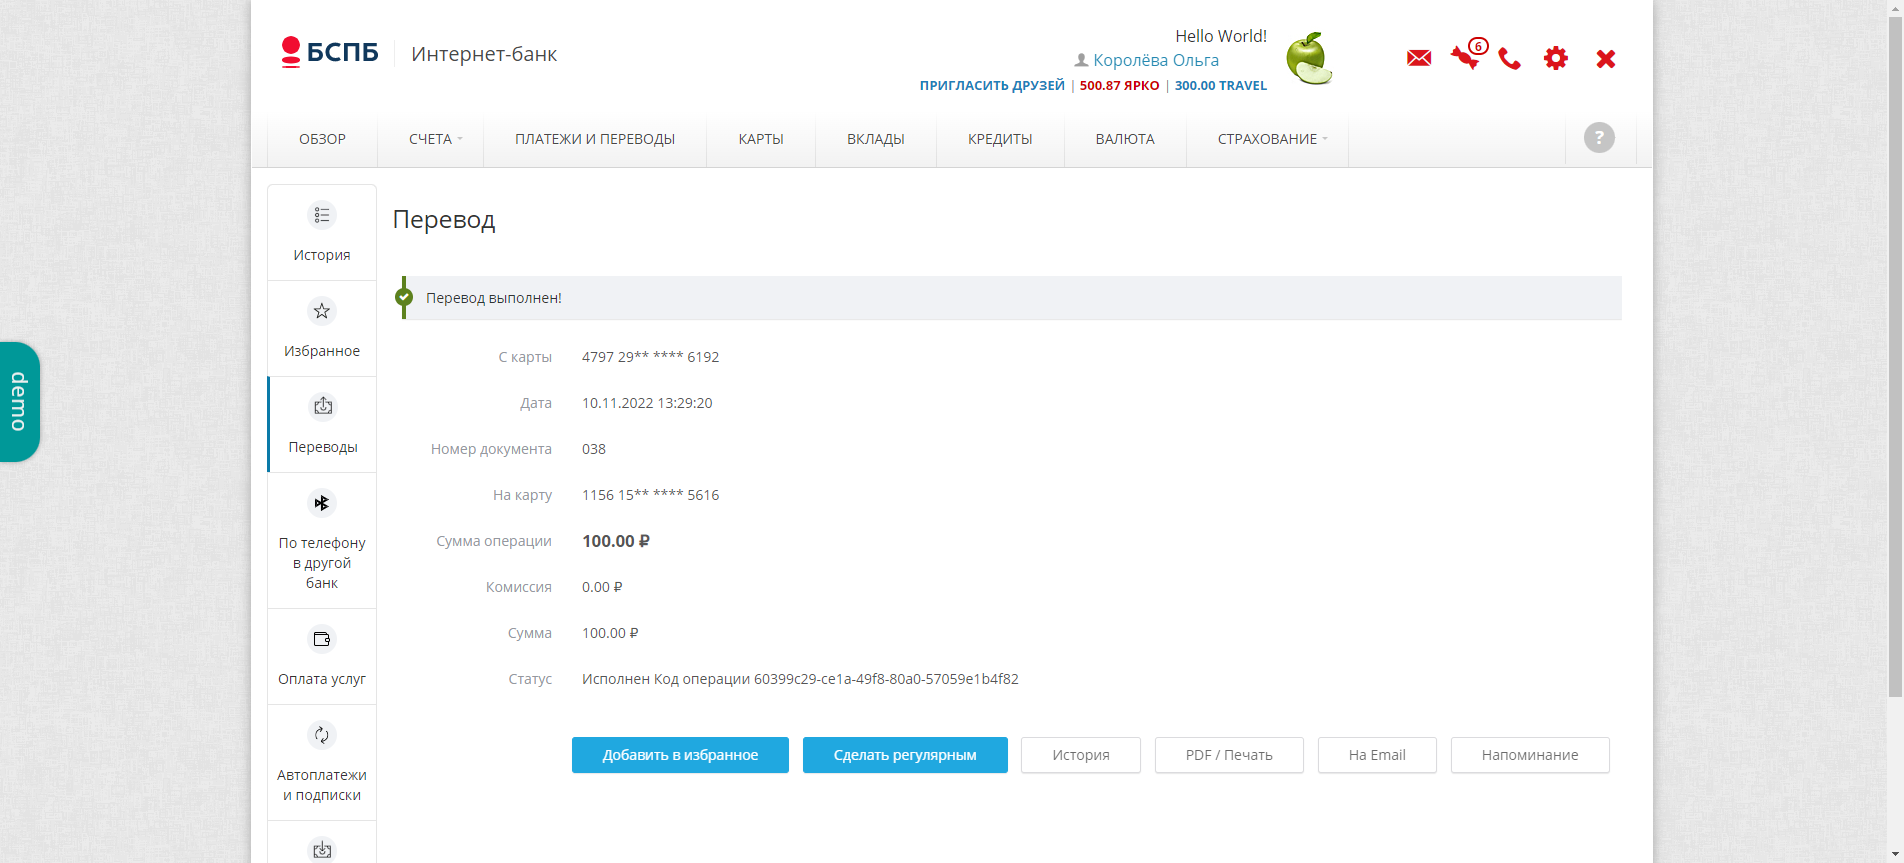 БСПБ
Интернет-банк
Hello World!
Королёва Ольга
ПРИГЛАСИТЬ ДРУЗЕЙ | 500.87 ЯРКО | 300.00 TRAVEL
6
ОБЗОР
СЧЕТА
ПЛАТЕЖИ И ПЕРЕВОДЫ
КАРТЫ
ВКЛАДЫ
КРЕДИТЫ
ВАЛЮТА
СТРАХОВАНИЕ
?
demo
История
Избранное
Переводы
По телефону
в другой
банк
Оплата услуг
Автоплатежи
и подписки
Перевод
Перевод выполнен!
С карты 4797 29** **** 6192
Дата 10.11.2022 13:29:20
Номер документа 038
На карту 1156 15** **** 5616
Сумма операции 100.00 ₽
Комиссия 0.00 ₽
Сумма 100.00 ₽
Статус Исполнен Код операции 60399c29-ce1a-49f8-80a0-57059e1b4f82
Добавить в избранное
Сделать регулярным
История
PDF / Печать
На Email
Напоминание